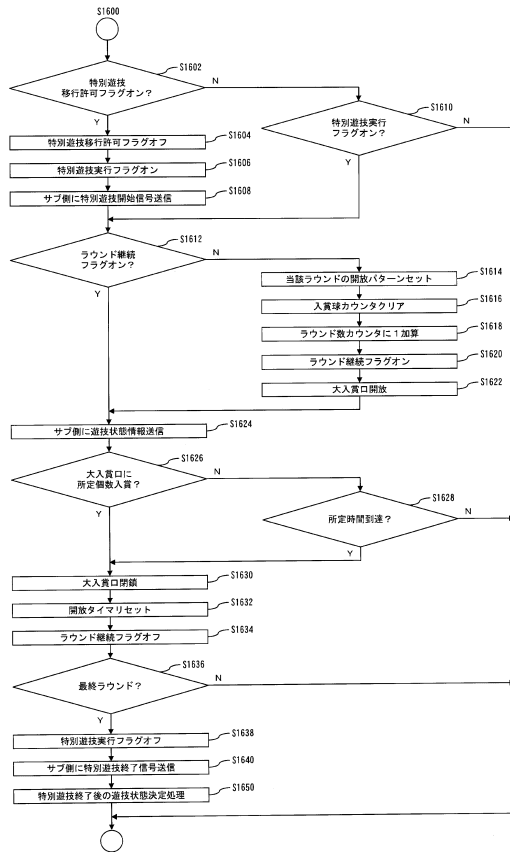 S1600
S1602
特別遊技
移行許可フラグオン？
N
Y
S1610
特別遊技実行
フラグオン？
N
Y
特別遊技移行許可フラグオフ
S1604
特別遊技実行フラグオン
S1606
サブ側に特別遊技開始信号送信
S1608
S1612
ラウンド継続
フラグオン？
N
Y
当該ラウンドの開放パターンセット
S1614
入賞球カウンタクリア
S1616
ラウンド数カウンタに１加算
S1618
ラウンド継続フラグオン
S1620
大入賞口開放
S1622
サブ側に遊技状態情報送信
S1624
S1626
大入賞口に
所定個数入賞？
N
Y
S1628
所定時間到達？
N
Y
大入賞口閉鎖
S1630
開放タイマリセット
S1632
ラウンド継続フラグオフ
S1634
S1636
最終ラウンド？
N
Y
特別遊技実行フラグオフ
S1638
サブ側に特別遊技終了信号送信
S1640
特別遊技終了後の遊技状態決定処理
S1650